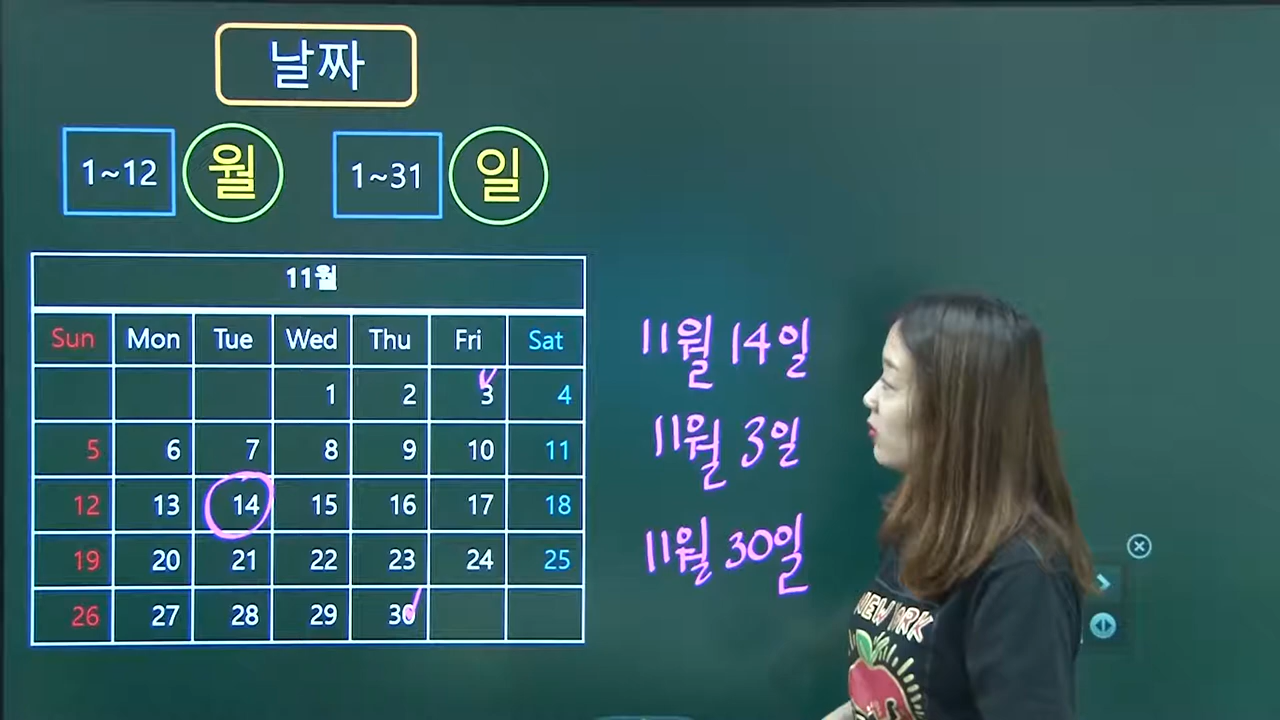 날짜
1~12 월 1~31 일
11월
Sun Mon Tue Wed Thu Fri Sat
1 2 3 4
5 6 7 8 9 10 11
12 13 14 15 16 17 18
19 20 21 22 23 24 25
26 27 28 29 30
11월 14일
11월 3일
11월 30일
NEW YORK